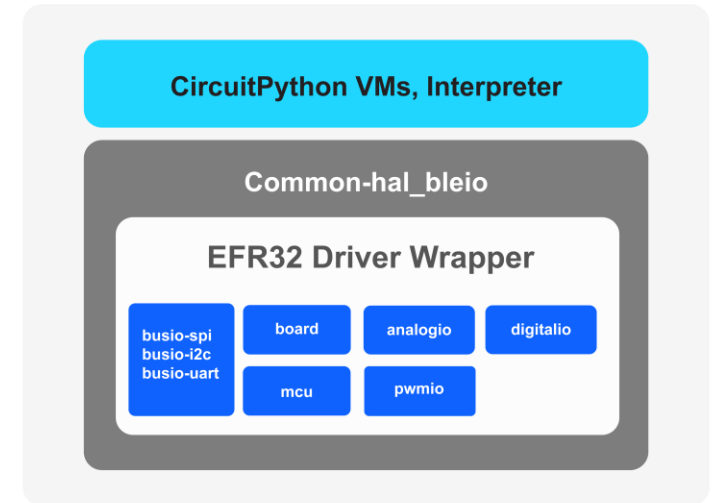 CircuitPython VMs, Interpreter
Common-hal_bleio
EFR32 Driver Wrapper
busio-spi
busio-i2c
busio-uart
board
analogio
digitalio
mcu
pwmio